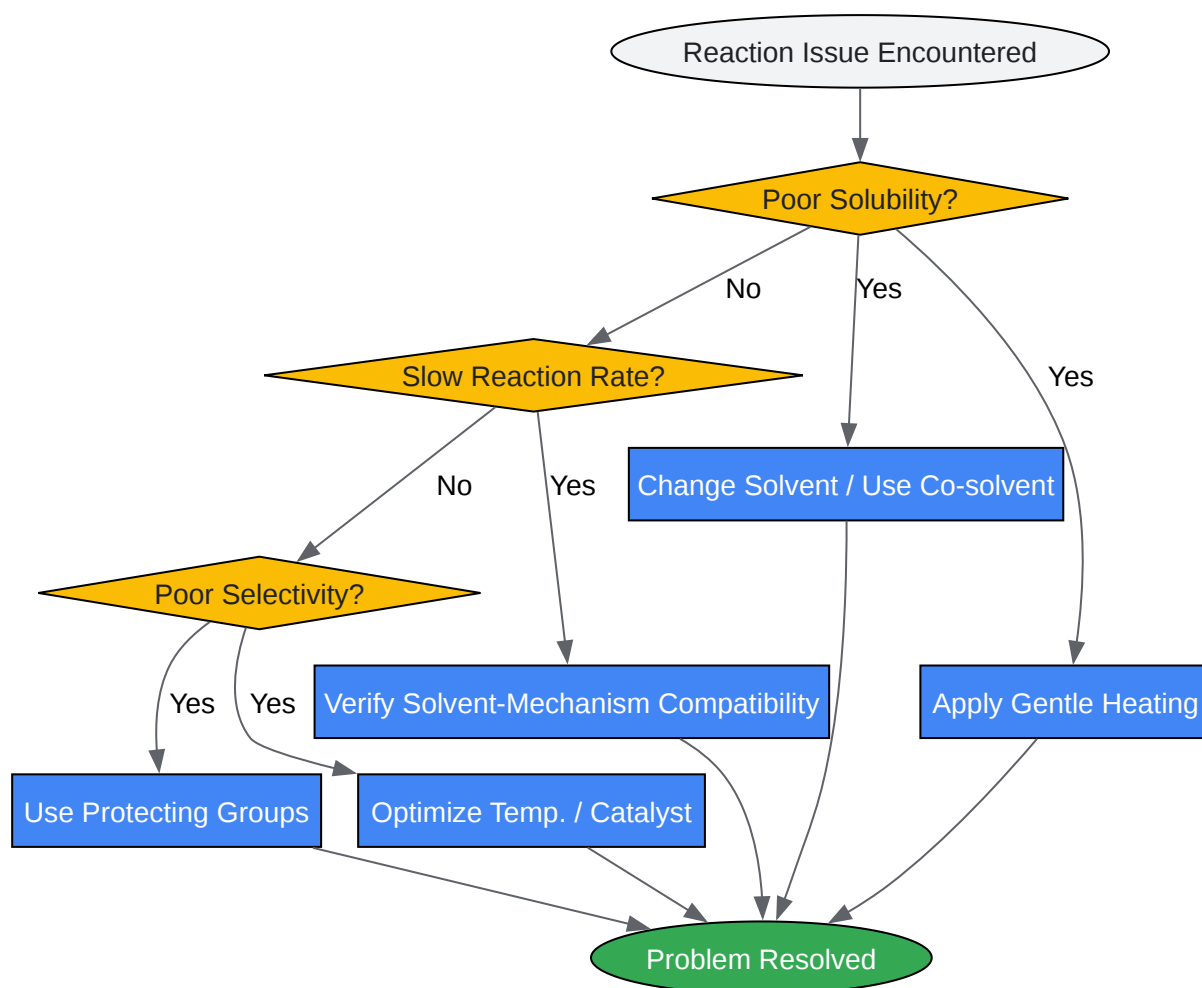 Reaction Issue Encountered
Poor Solubility?
No
Yes
Slow Reaction Rate?
Yes
No
Yes
Change Solvent / Use Co-solvent
Poor Selectivity?
Yes
Yes
Verify Solvent-Mechanism Compatibility
Apply Gentle Heating
Use Protecting Groups
Optimize Temp. / Catalyst
Problem Resolved